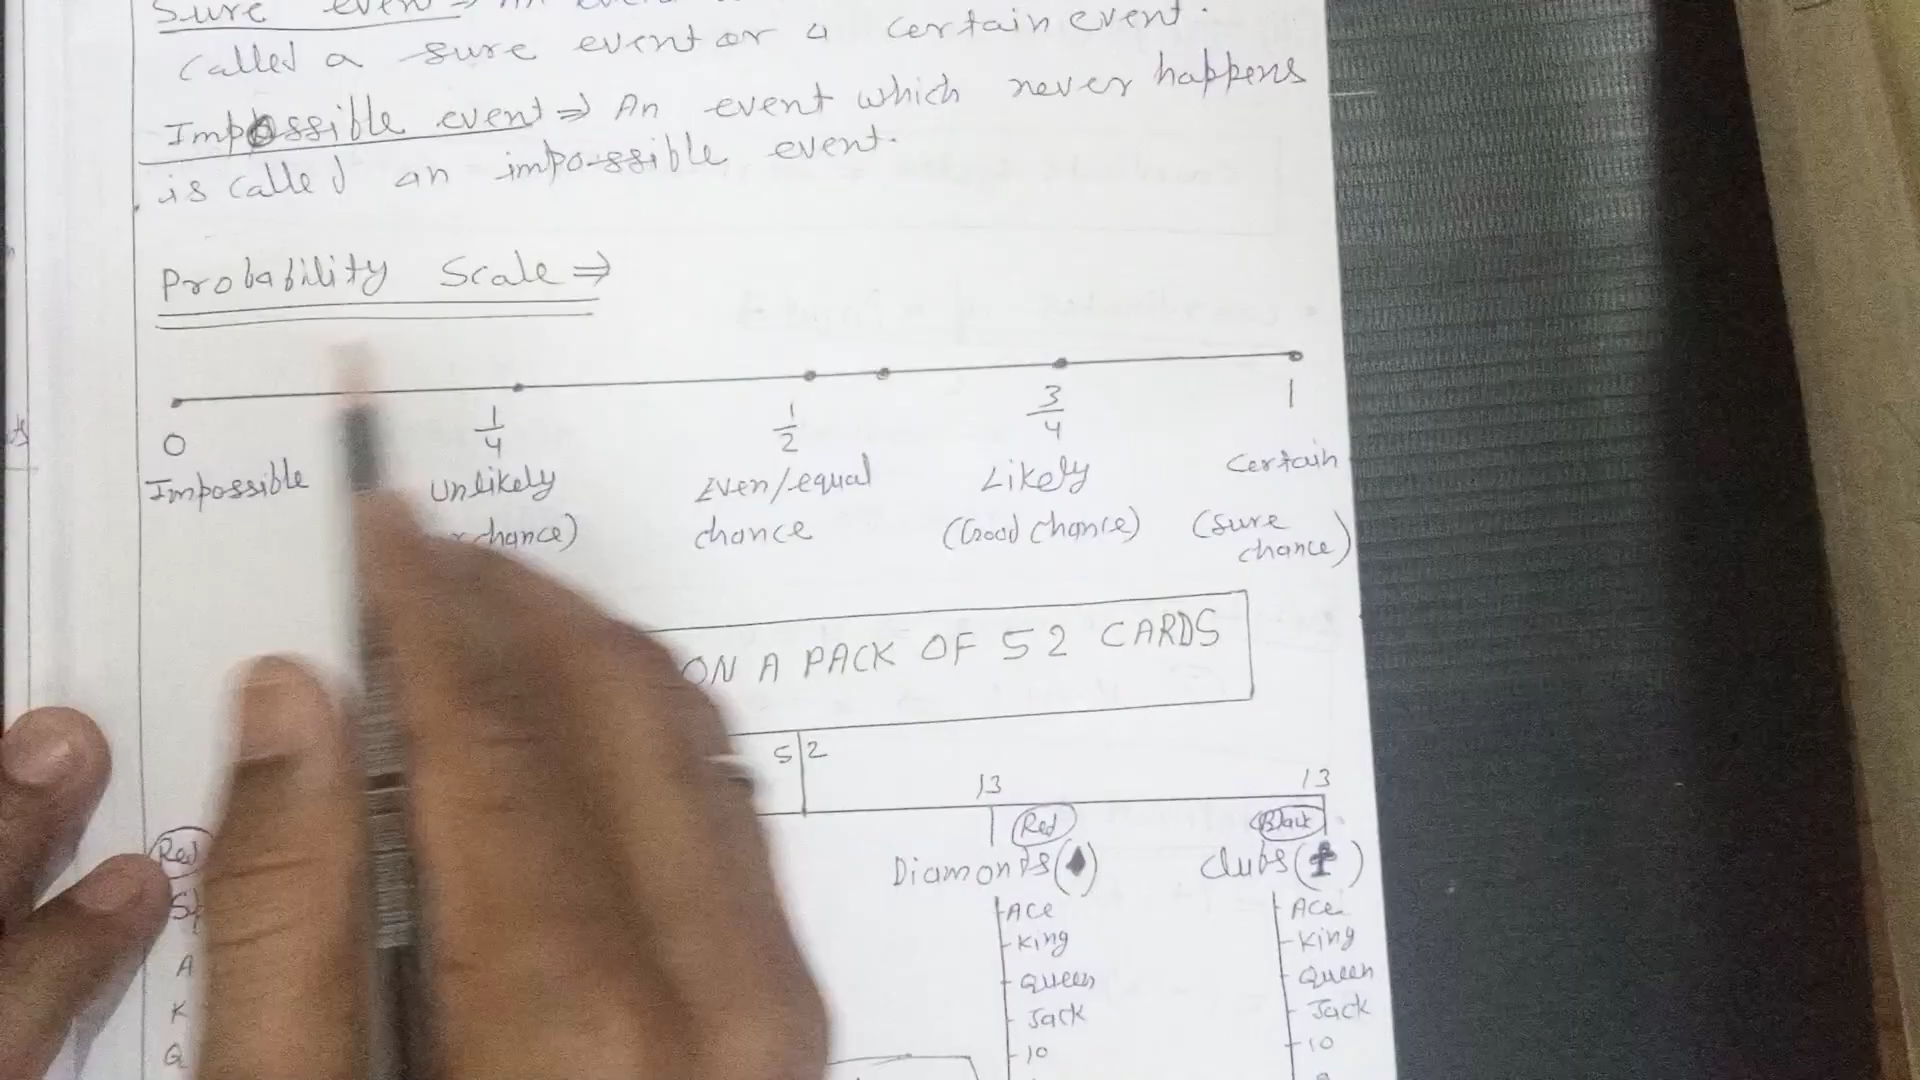 Sure event ⇒ An
called a sure event or a certain event.
Impossible event ⇒ An event which never happens
is called an impossible event.
Probability Scale ⇒
0 1/4 1/2 3/4 1
Impossible Unlikely Even/equal Likely Certain
chance) chance (Good chance) (Sure
chance)
ON A PACK OF 52 CARDS
52
13 13
Red Red Black
Diamonds(♦) Clubs(♣)
Ace Ace
A King King
Queen Queen
K Jack Jack
Q 10 10